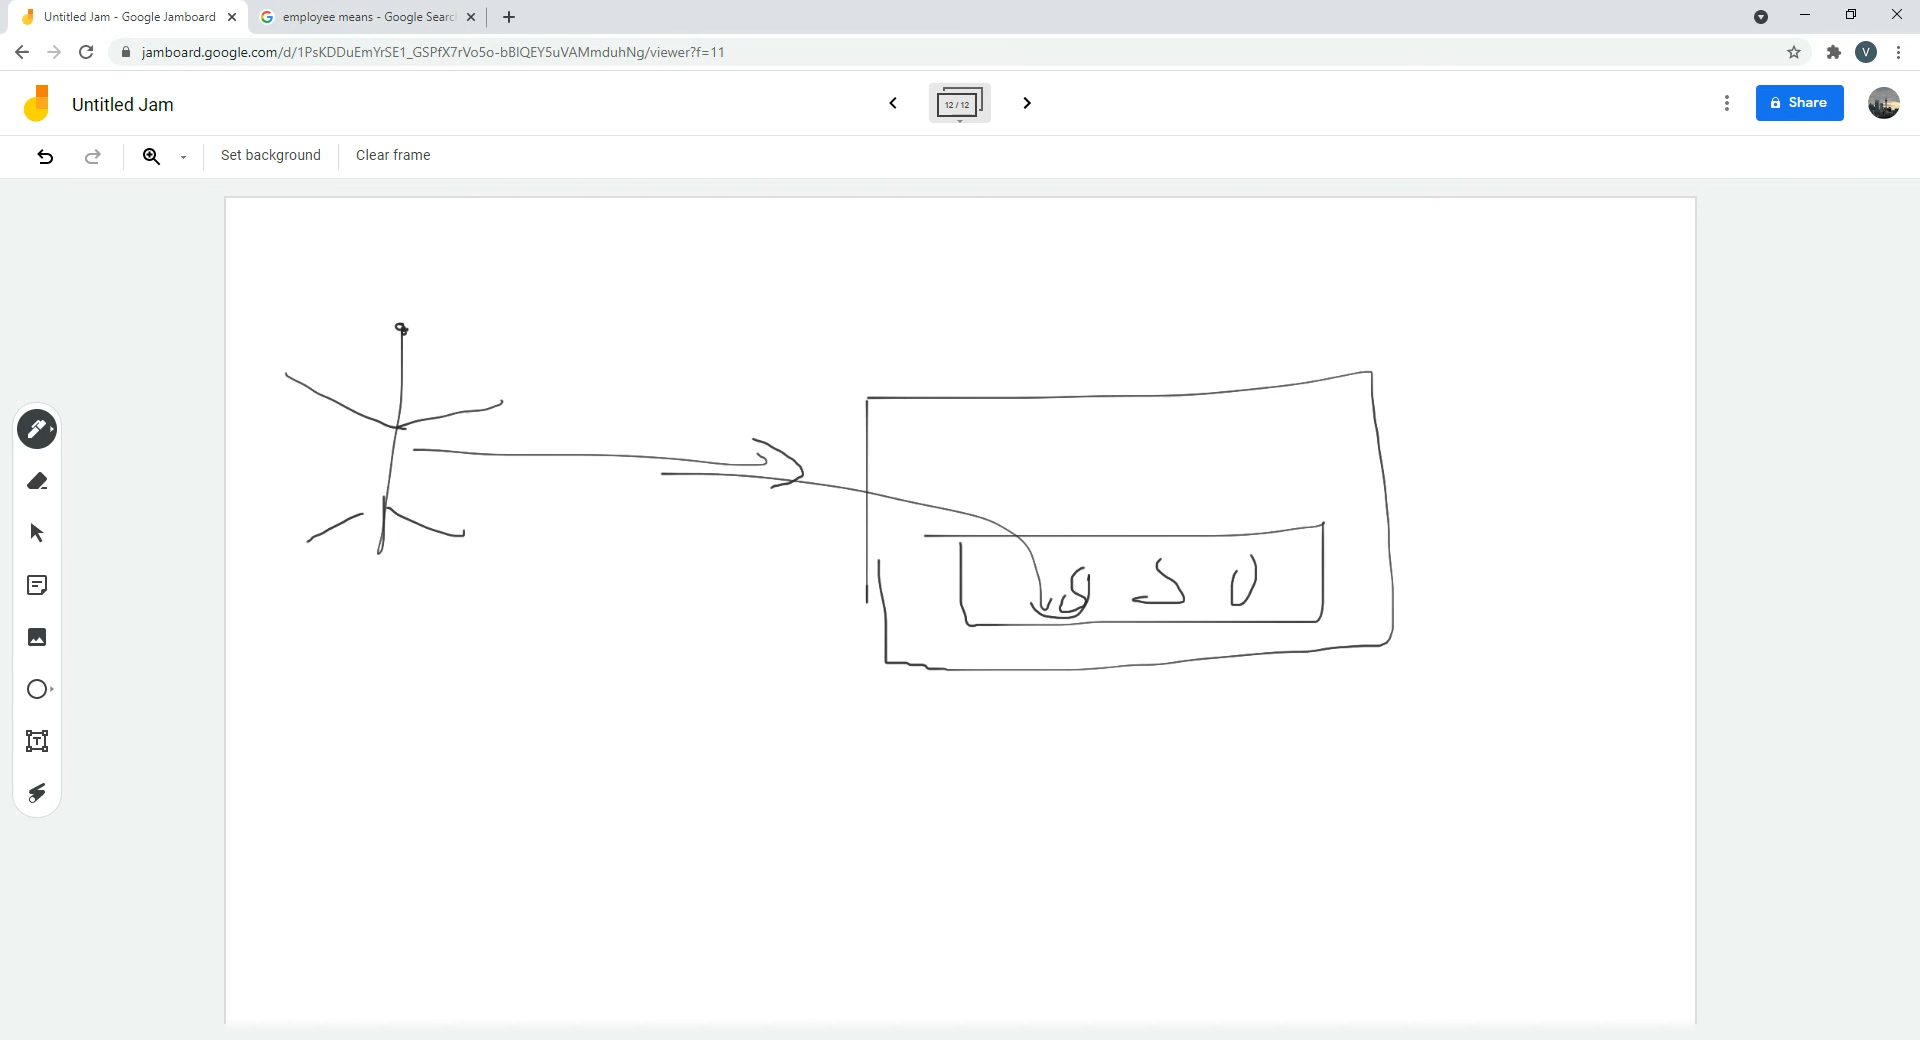 Untitled Jam - Google Jamboard
employee means - Google Searc
jamboard.google.com/d/1PsKDDuEmYrSE1_GSPfX7rVo5o-bBIQEY5uVAMmduhNg/viewer?f=11
V
Untitled Jam
12 / 12
Share
Set background
Clear frame